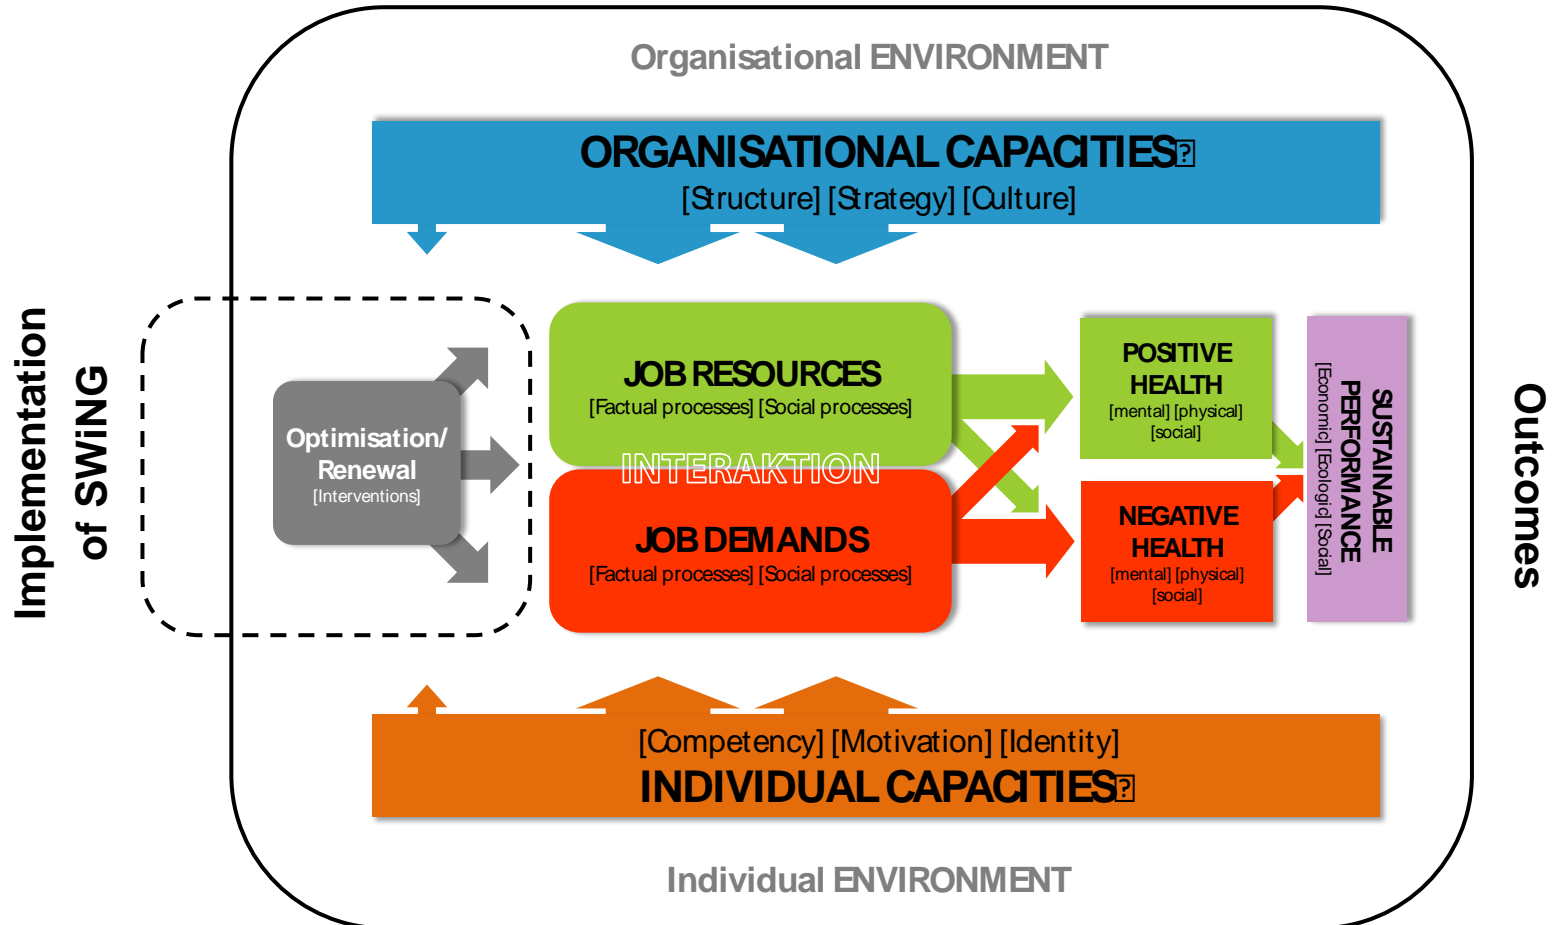 Organisational ENVIRONMENT
ORGANISATIONAL CAPACITIES
[Structure] [Strategy] [Culture]
Implementation
of SWiNG
Optimisation/
Renewal
[Interventions]
JOB RESOURCES
[Factual processes] [Social processes]
INTERAKTION
JOB DEMANDS
[Factual processes] [Social processes]
POSITIVE
HEALTH
[mental] [physical]
[social]
NEGATIVE
HEALTH
[mental] [physical]
[social]
SUSTAINABLE
PERFORMANCE
[Economic] [Ecologic] [Social]
Outcomes
[Competency] [Motivation] [Identity]
INDIVIDUAL CAPACITIES
Individual ENVIRONMENT